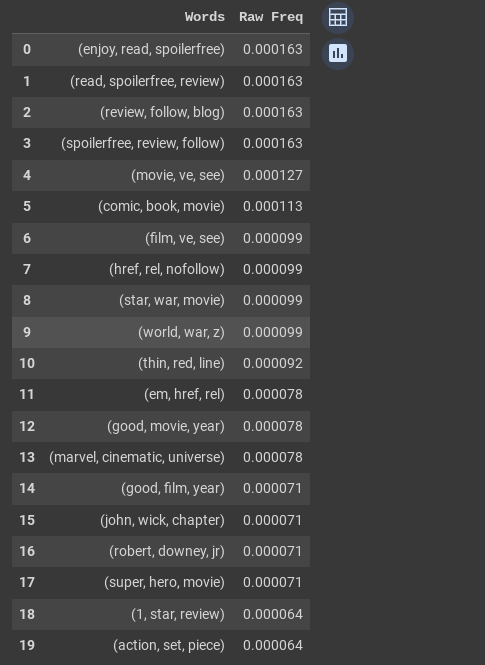 Words Raw Freq
0 (enjoy, read, spoilerfree) 0.000163
1 (read, spoilerfree, review) 0.000163
2 (review, follow, blog) 0.000163
3 (spoilerfree, review, follow) 0.000163
4 (movie, ve, see) 0.000127
5 (comic, book, movie) 0.000113
6 (film, ve, see) 0.000099
7 (href, rel, nofollow) 0.000099
8 (star, war, movie) 0.000099
9 (world, war, z) 0.000099
10 (thin, red, line) 0.000092
11 (em, href, rel) 0.000078
12 (good, movie, year) 0.000078
13 (marvel, cinematic, universe) 0.000078
14 (good, film, year) 0.000071
15 (john, wick, chapter) 0.000071
16 (robert, downey, jr) 0.000071
17 (super, hero, movie) 0.000071
18 (1, star, review) 0.000064
19 (action, set, piece) 0.000064